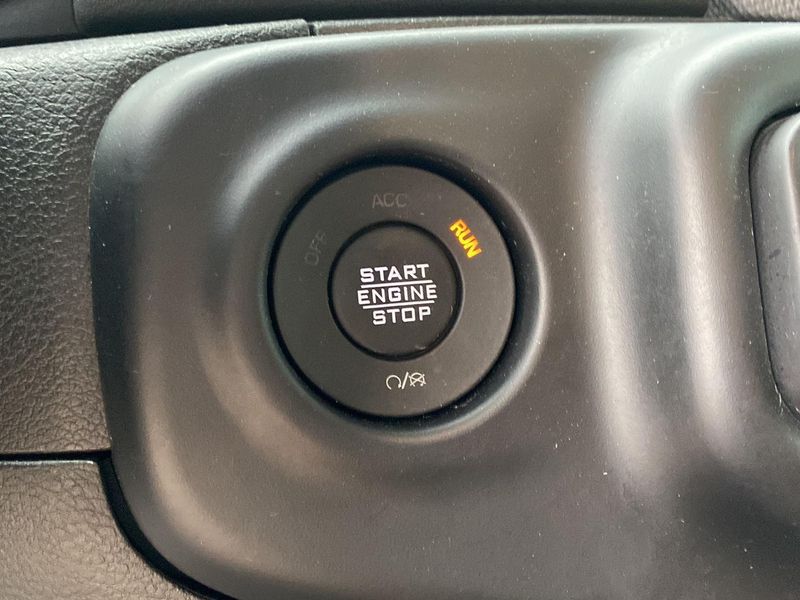 ACC
OFF
RUN
START
ENGINE
STOP